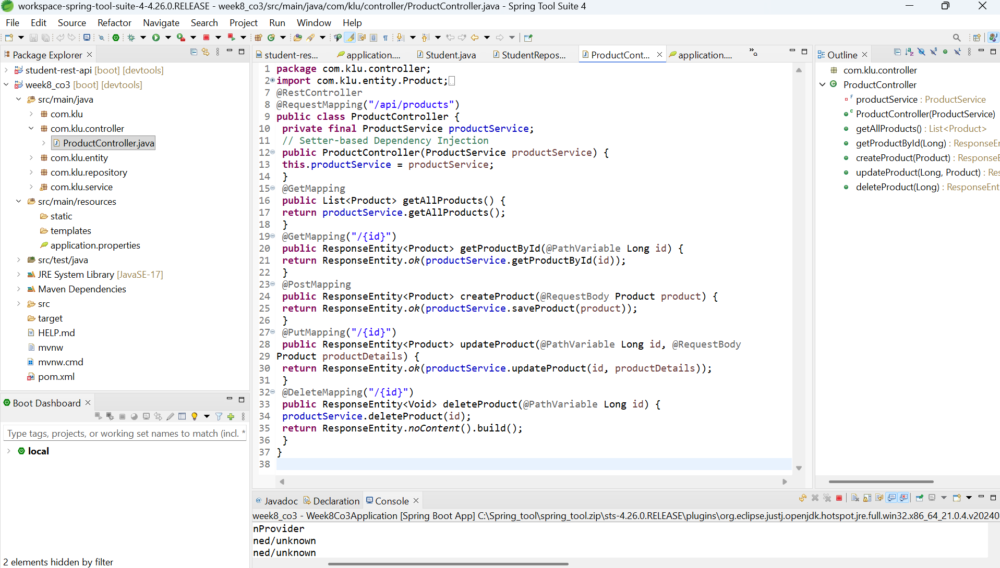 workspace-spring-tool-suite-4-4.26.0.RELEASE - week8_co3/src/main/java/com/klu/controller/ProductController.java - Spring Tool Suite 4
File Edit Source Refactor Navigate Search Project Run Window Help
Package Explorer
student-rest-api [boot] [devtools]
week8_co3 [boot] [devtools]
src/main/java
com.klu
com.klu.controller
ProductController.java
com.klu.entity
com.klu.repository
com.klu.service
src/main/resources
static
templates
application.properties
src/test/java
JRE System Library [JavaSE-17]
Maven Dependencies
src
target
HELP.md
mvnw
mvnw.cmd
pom.xml
Boot Dashboard
Type tags, projects, or working set names to match (incl. *
local
2 elements hidden by filter
student-res... application.... Student.java StudentRepos... ProductCont... application....
1 package com.klu.controller;
2 import com.klu.entity.Product;
7 @RestController
8 @RequestMapping("/api/products")
9 public class ProductController {
10 private final ProductService productService;
11 // Setter-based Dependency Injection
12 public ProductController(ProductService productService) {
13 this.productService = productService;
14 }
15 @GetMapping
16 public List<Product> getAllProducts() {
17 return productService.getAllProducts();
18 }
19 @GetMapping("/{id}")
20 public ResponseEntity<Product> getProductById(@PathVariable Long id) {
21 return ResponseEntity.ok(productService.getProductById(id));
22 }
23 @PostMapping
24 public ResponseEntity<Product> createProduct(@RequestBody Product product) {
25 return ResponseEntity.ok(productService.saveProduct(product));
26 }
27 @PutMapping("/{id}")
28 public ResponseEntity<Product> updateProduct(@PathVariable Long id, @RequestBody
29 Product productDetails) {
30 return ResponseEntity.ok(productService.updateProduct(id, productDetails));
31 }
32 @DeleteMapping("/{id}")
33 public ResponseEntity<Void> deleteProduct(@PathVariable Long id) {
34 productService.deleteProduct(id);
35 return ResponseEntity.noContent().build();
36 }
37 }
38
Outline
com.klu.controller
ProductController
productService : ProductService
ProductController(ProductService)
getAllProducts() : List<Product>
getProductById(Long) : ResponseEr
createProduct(Product) : ResponseE
updateProduct(Long, Product) : Res
deleteProduct(Long) : ResponseEnt
Javadoc Declaration Console
week8_co3 - Week8Co3Application [Spring Boot App] C:\Spring_tool\spring_tool.zip\sts-4.26.0.RELEASE\plugins\org.eclipse.justj.openjdk.hotspot.jre.full.win32.x86_64_21.0.4.v20240
nProvider
ned/unknown
ned/unknown